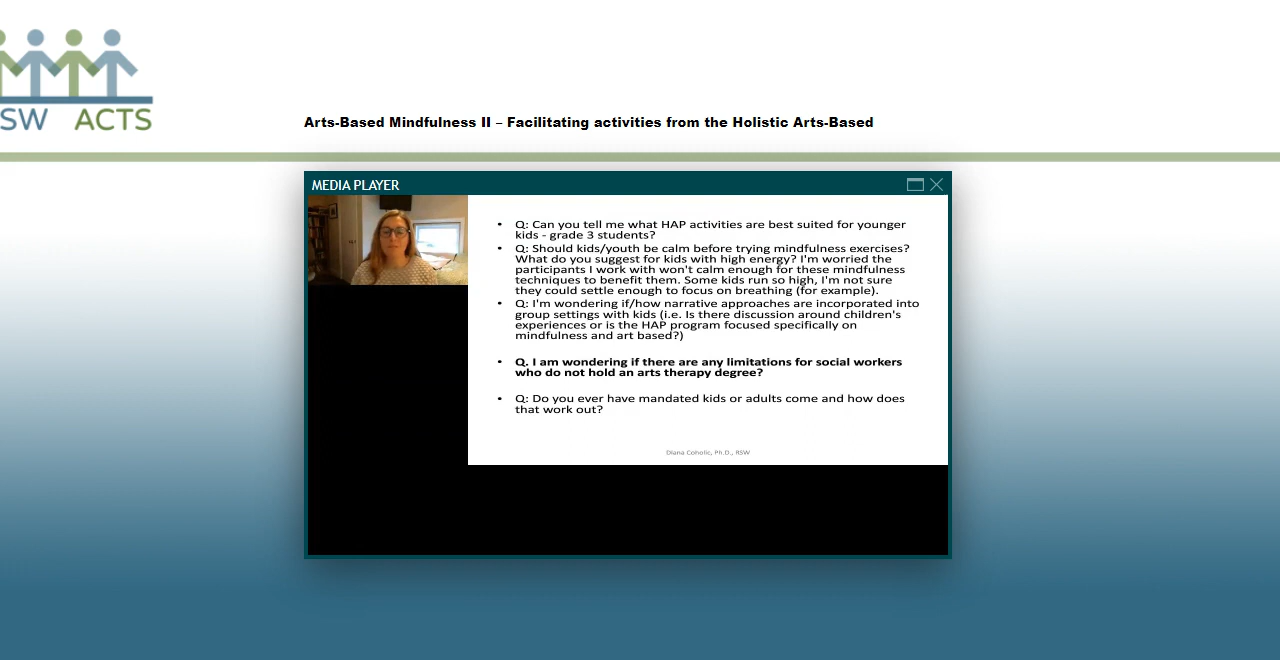 SW ACTS
Arts-Based Mindfulness II – Facilitating activities from the Holistic Arts-Based
MEDIA PLAYER
• Q: Can you tell me what HAP activities are best suited for younger
kids - grade 3 students?
• Q: Should kids/youth be calm before trying mindfulness exercises?
What do you suggest for kids with high energy? I'm worried the
participants I work with won't calm enough for these mindfulness
techniques to benefit them. Some kids run so high, I'm not sure
they could settle enough to focus on breathing (for example).
• Q: I'm wondering if/how narrative approaches are incorporated into
group settings with kids (i.e. Is there discussion around children's
experiences or is the HAP program focused specifically on
mindfulness and art based?)
• Q. I am wondering if there are any limitations for social workers
who do not hold an arts therapy degree?
• Q: Do you ever have mandated kids or adults come and how does
that work out?
Diana Coholic, Ph.D., RSW